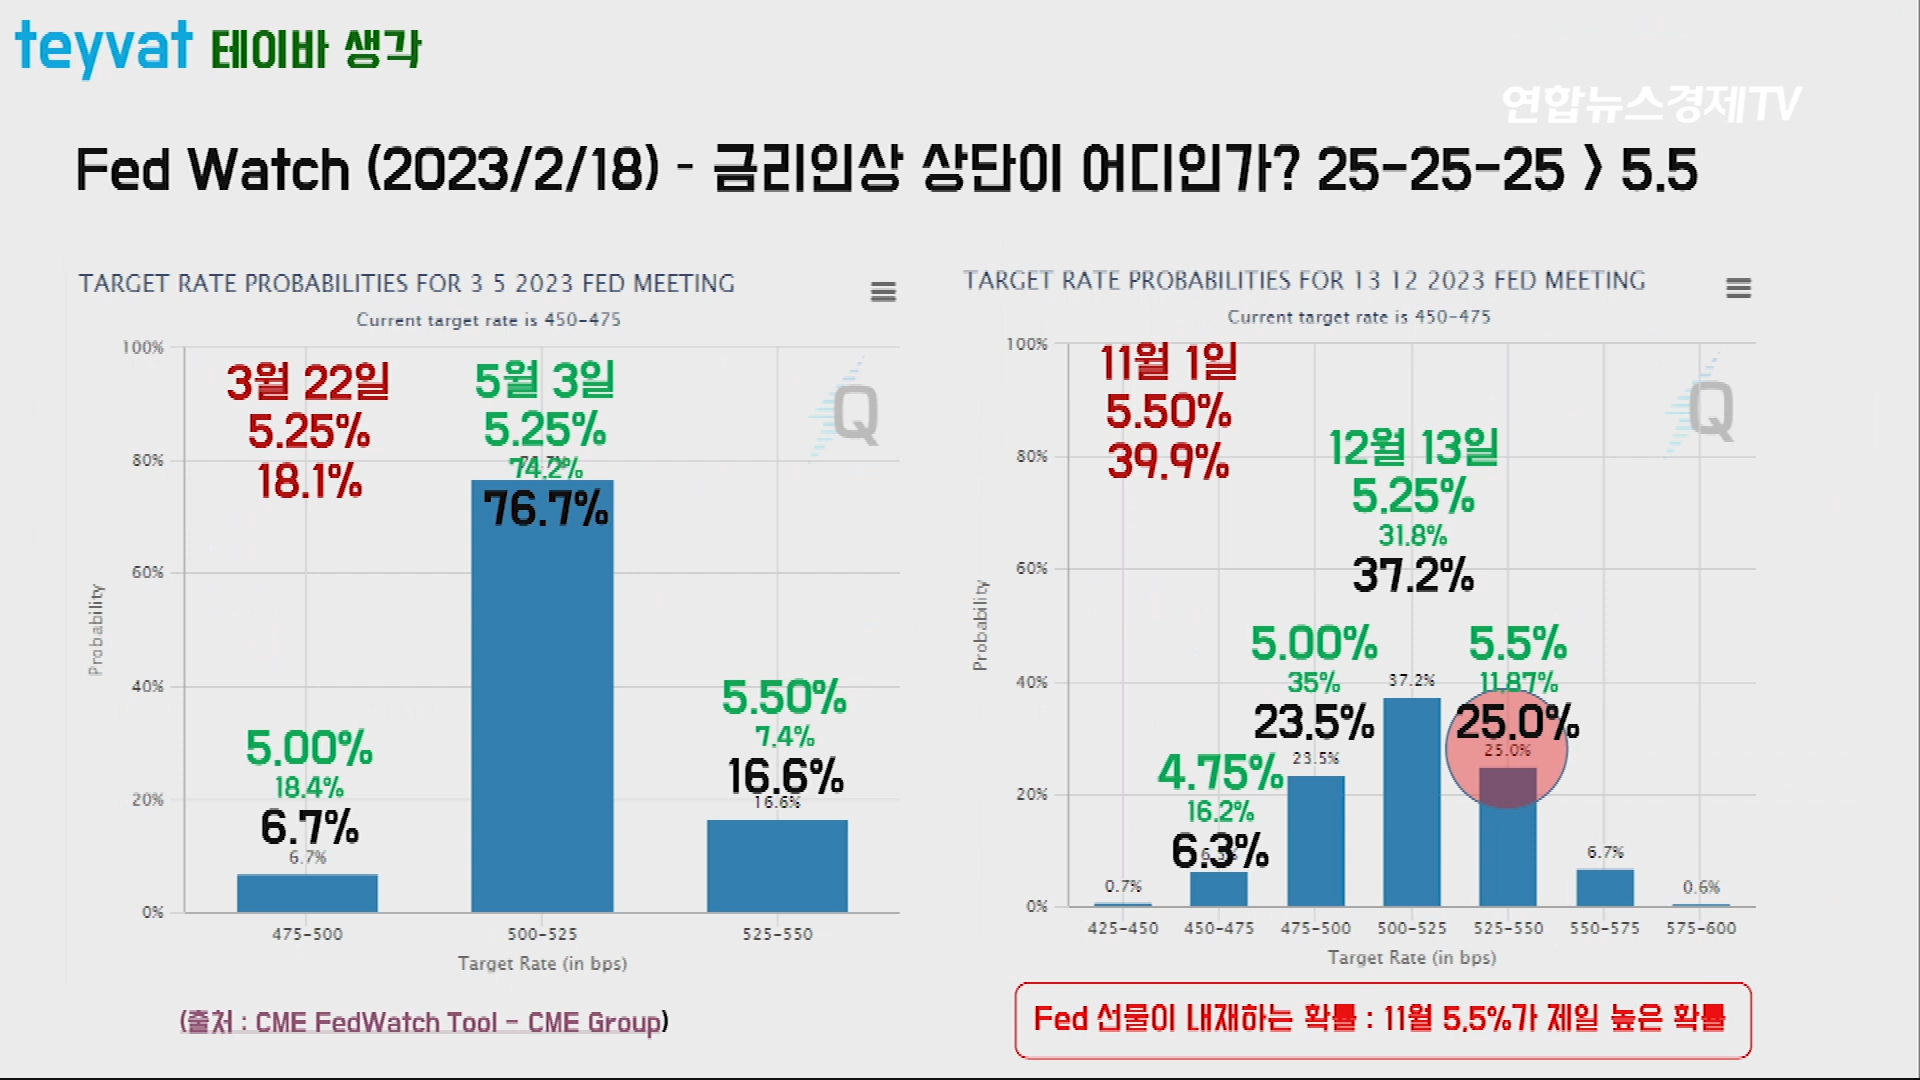 teyvat 테이바 생각
연합뉴스경제TV
Fed Watch (2023/2/18) - 금리인상 상단이 어디인가? 25-25-25 > 5.5
TARGET RATE PROBABILITIES FOR 3 5 2023 FED MEETING
Current target rate is 450-475
100%
80%
60%
40%
20%
0%
Probability
3월 22일
5.25%
18.1%
5월 3일
5.25%
74.2%
76.7%
5.00%
18.4%
6.7%
6.7%
5.50%
7.4%
16.6%
16.6%
475-500
500-525
525-550
Target Rate (in bps)
Q
(출처 : CME FedWatch Tool - CME Group)
TARGET RATE PROBABILITIES FOR 13 12 2023 FED MEETING
Current target rate is 450-475
100%
80%
60%
40%
20%
0%
Probability
11월 1일
5.50%
39.9%
12월 13일
5.25%
31.8%
37.2%
37.2%
5.00%
35%
23.5%
23.5%
5.5%
11.87%
25.0%
25.0%
4.75%
16.2%
6.3%
0.7%
6.7%
0.6%
425-450
450-475
475-500
500-525
525-550
550-575
575-600
Target Rate (in bps)
Q
Fed 선물이 내재하는 확률 : 11월 5.5%가 제일 높은 확률